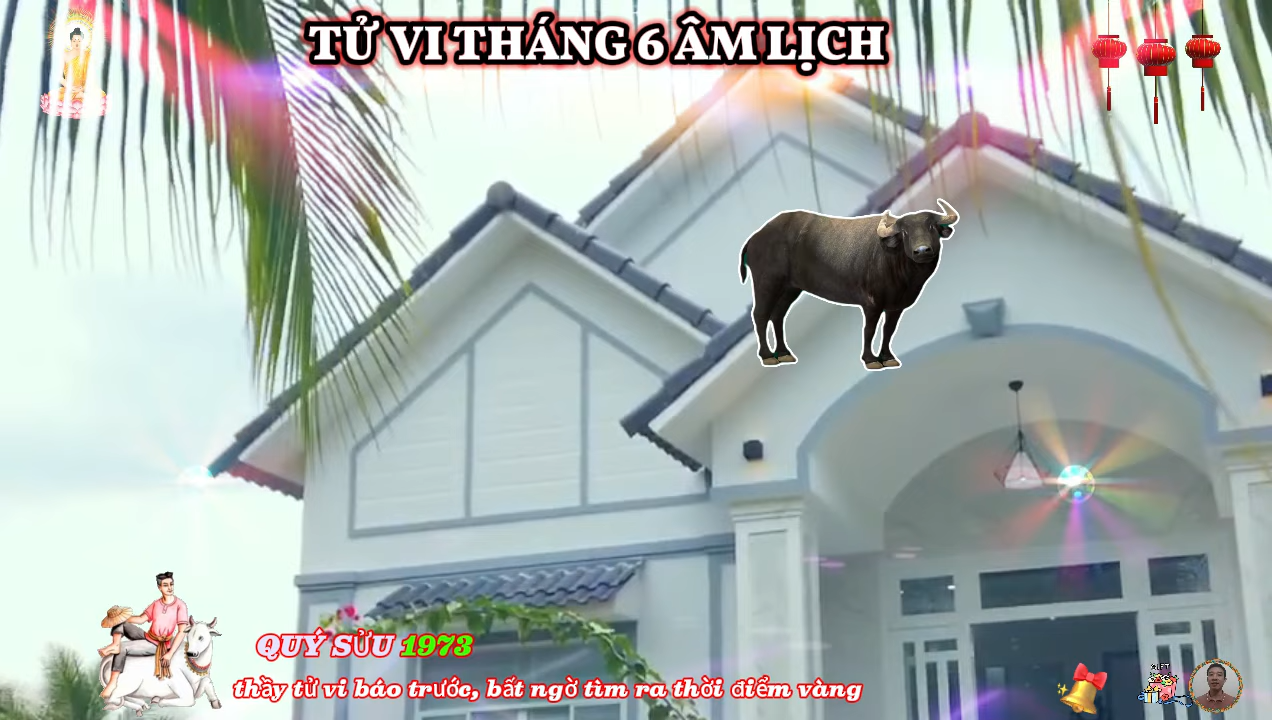 TỬ VI THÁNG 6 ÂM LỊCH
QUÝ SỬU 1973
thầy tử vi báo trước, bất ngờ tìm ra thời điểm vàng